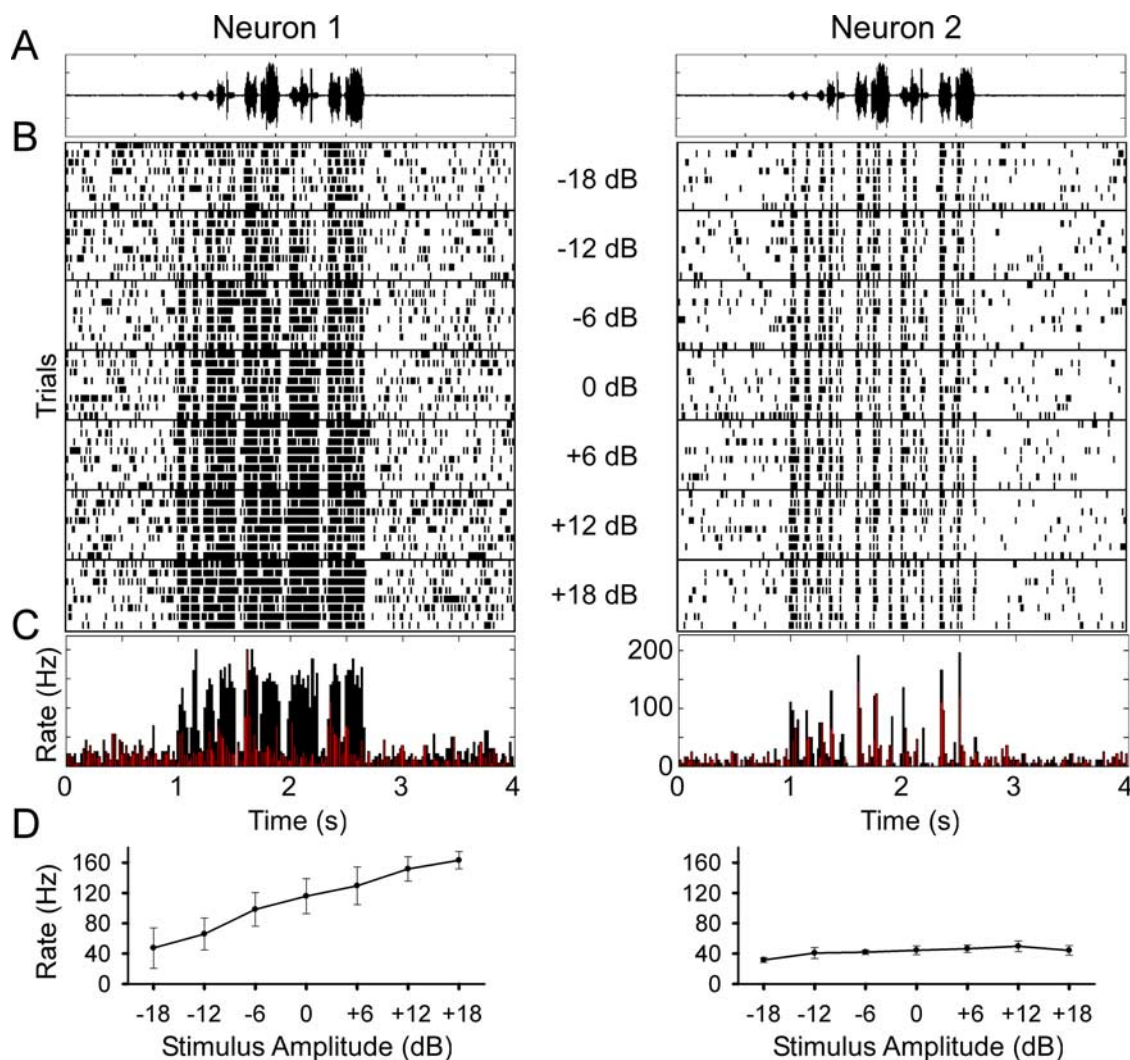 A
Neuron 1
Neuron 2
B
Trials
-18 dB
-12 dB
-6 dB
0 dB
+6 dB
+12 dB
+18 dB
C
Rate (Hz)
0 1 2 3 4
Time (s)
200
100
0
0 1 2 3 4
Time (s)
D
Rate (Hz)
160
120
80
40
0
-18 -12 -6 0 +6 +12 +18
Stimulus Amplitude (dB)
160
120
80
40
0
-18 -12 -6 0 +6 +12 +18
Stimulus Amplitude (dB)